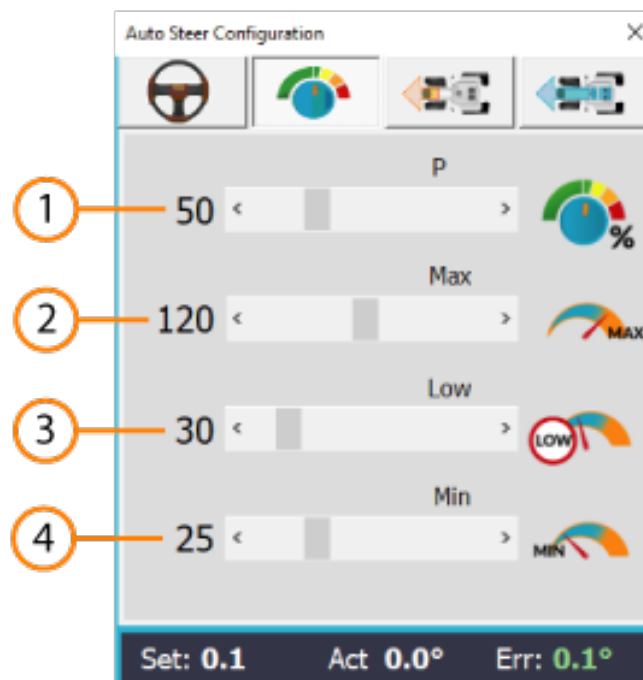 Auto Steer Configuration
P
1 50 < > %
Max
2 120 < > MAX
Low
3 30 < > LOW
Min
4 25 < > MIN
Set: 0.1 Act 0.0° Err: 0.1°